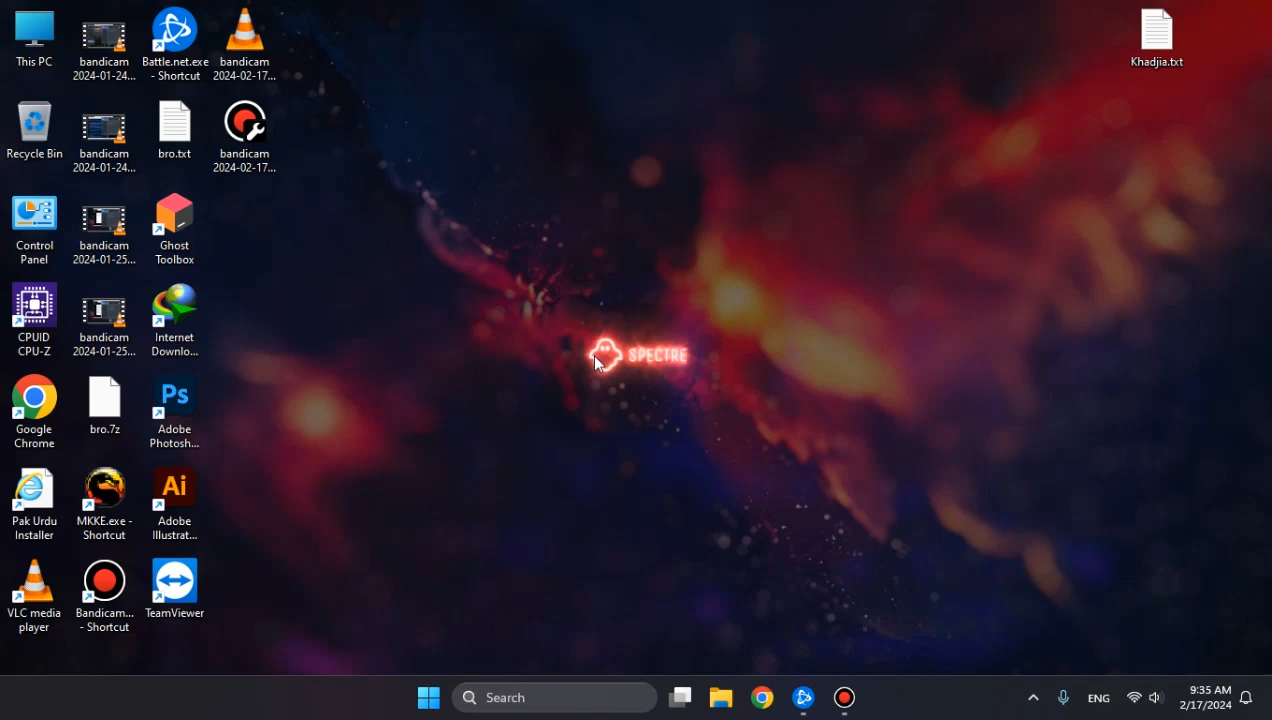 This PC
bandicam
2024-01-24...
Battle.net.exe
- Shortcut
bandicam
2024-02-17...
Khadjia.txt
Recycle Bin
bandicam
2024-01-24...
bro.txt
bandicam
2024-02-17...
Control
Panel
bandicam
2024-01-25...
Ghost
Toolbox
CPUID
CPU-Z
bandicam
2024-01-25...
Internet
Downlo...
SPECTRE
Google
Chrome
bro.7z
Ps
Adobe
Photosh...
Pak Urdu
Installer
MKKE.exe -
Shortcut
Ai
Adobe
Illustrat...
VLC media
player
Bandicam...
- Shortcut
TeamViewer
Search
ENG
9:35 AM
2/17/2024